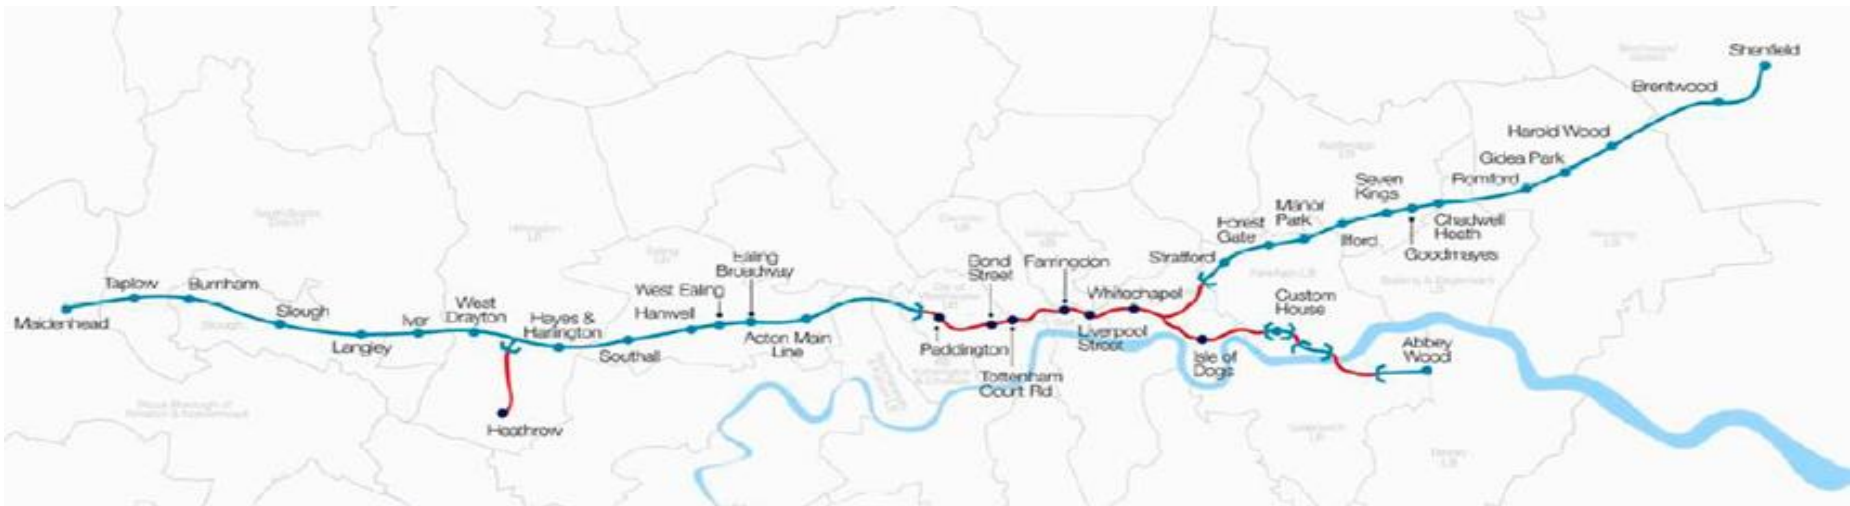 Shenfield
Brentwood
Harold Wood
Gidea Park
Romford
Seven
Kings
Chadwell
Heath
Goodmayes
Ilford
Manor
Park
Forest
Gate
Stratford
Custom
House
Abbey
Wood
Isle of
Dogs
Whitechapel
Liverpool
Street
Farringdon
Tottenham
Court Rd
Bond
Street
Paddington
Acton Main
Line
Ealing
Broadway
West Ealing
Hanwell
Southall
Hayes &
Harlington
Heathrow
West
Drayton
Iver
Langley
Slough
Burnham
Taplow
Maidenhead